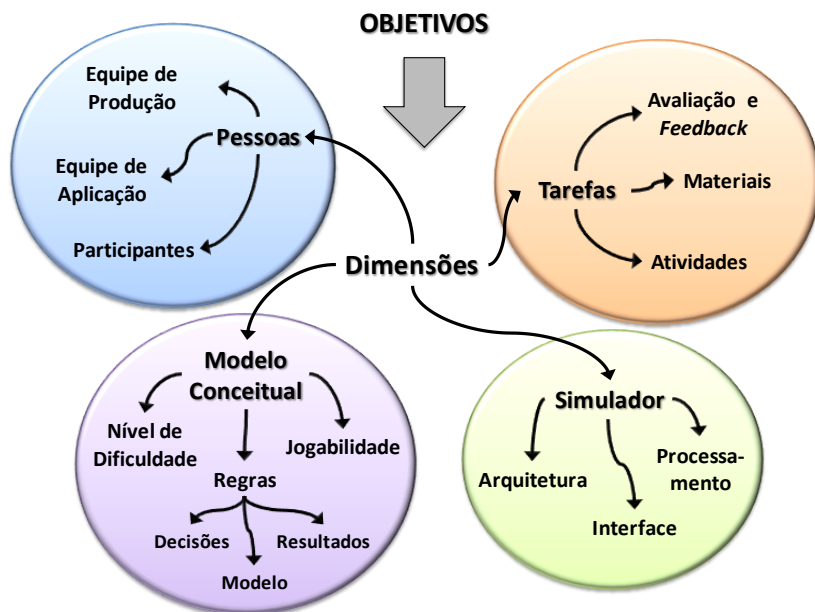 OBJETIVOS
Equipe de
Produção
Pessoas
Equipe de
Aplicação
Participantes
Avaliação e
Feedback
Tarefas
Materiais
Atividades
Dimensões
Modelo
Conceitual
Nível de
Dificuldade
Jogabilidade
Regras
Decisões
Resultados
Modelo
Simulador
Arquitetura
Processa-
mento
Interface